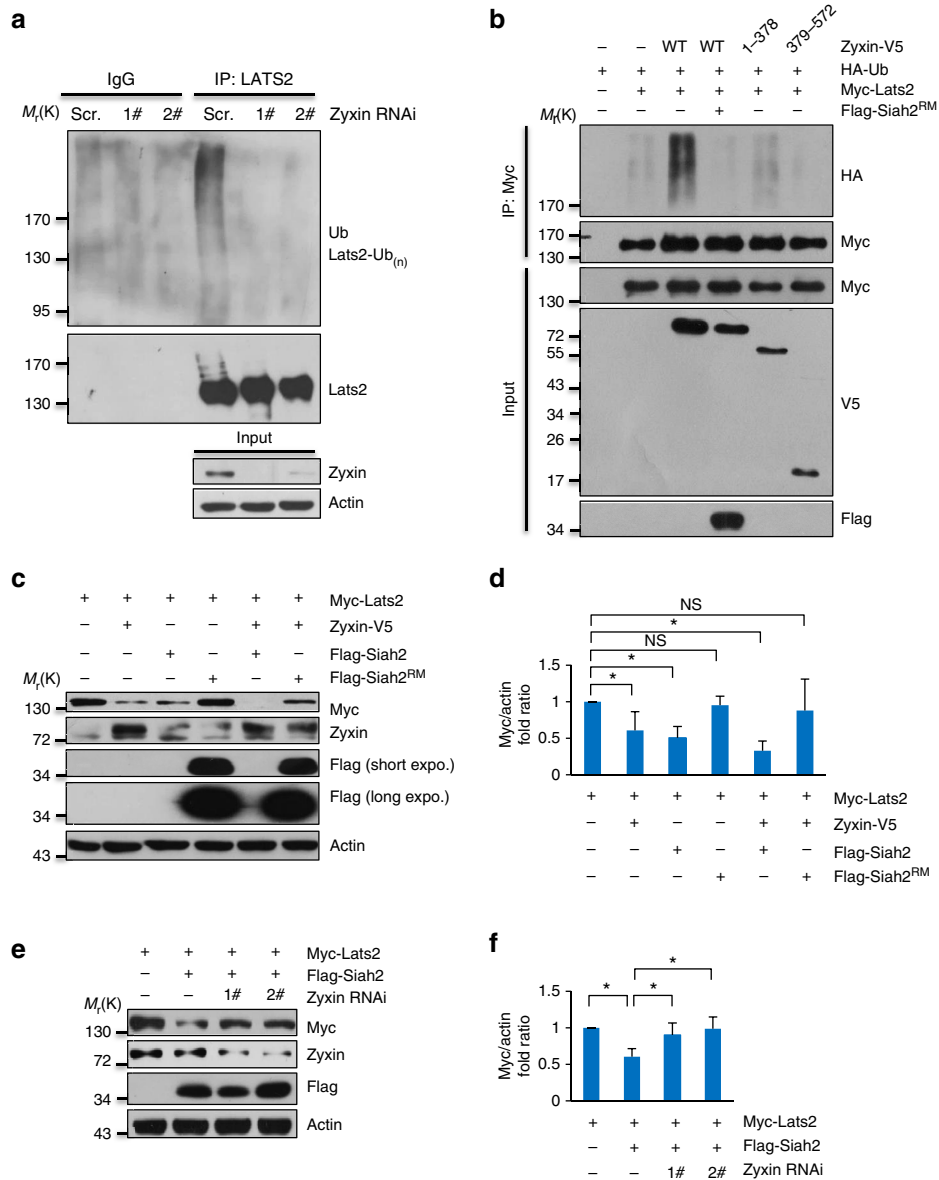 a
IgG
IP: LATS2
Mr(K)
Scr. 1# 2# Scr. 1# 2# Zyxin RNAi
170
130
95
Ub
Lats2-Ub(n)
170
130
Lats2
Input
Zyxin
Actin
b
– – WT WT 1–378 379–572 Zyxin-V5
+ + + + + + HA-Ub
– + + + + + Myc-Lats2
Mr(K)
+ Flag-Siah2RM
IP: Myc
170
HA
170
130
Myc
Input
130
Myc
72
55
43
34
26
17
V5
34
Flag
c
+ + + + + + Myc-Lats2
– + – – + + Zyxin-V5
– – + – + – Flag-Siah2
– – – + – + Flag-Siah2RM
Mr(K)
130
Myc
72
Zyxin
34
Flag (short expo.)
34
Flag (long expo.)
43
Actin
d
NS
*
NS
*
*
Myc/actin
fold ratio
1.5
1
0.5
0
+ + + + + + Myc-Lats2
– + – – + + Zyxin-V5
– – + – + – Flag-Siah2
– – – + – + Flag-Siah2RM
e
+ + + + Myc-Lats2
– + + + Flag-Siah2
– – 1# 2# Zyxin RNAi
Mr(K)
130
Myc
72
Zyxin
34
Flag
43
Actin
f
*
* *
Myc/actin
fold ratio
1.5
1
0.5
0
+ + + + Myc-Lats2
– + + + Flag-Siah2
– – 1# 2# Zyxin RNAi